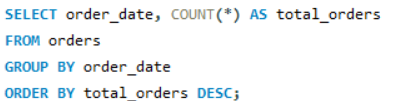 SELECT order_date, COUNT(*) AS total_orders
FROM orders
GROUP BY order_date
ORDER BY total_orders DESC;